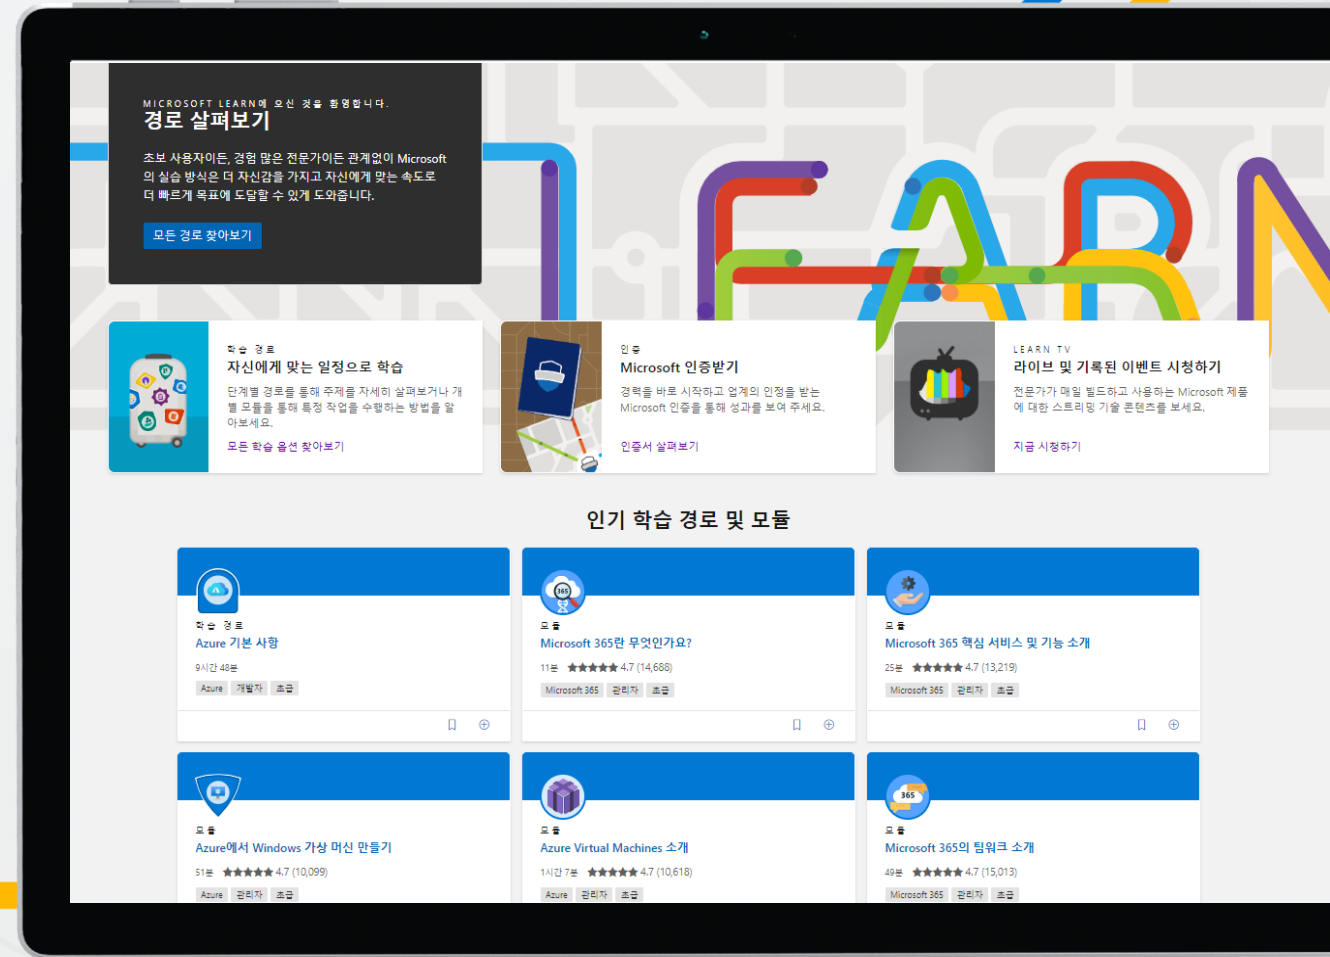 MICROSOFT LEARN에 오신 것을 환영합니다.
경로 살펴보기
초보 사용자이든, 경험 많은 전문가이든 관계없이 Microsoft
의 실습 방식은 더 자신감을 가지고 자신에게 맞는 속도로
더 빠르게 목표에 도달할 수 있게 도와줍니다.
모든 경로 찾아보기
LEARN
학습 경로
자신에게 맞는 일정으로 학습
단계별 경로를 통해 주제를 자세히 살펴보거나 개
별 모듈을 통해 특정 작업을 수행하는 방법을 알
아보세요.
모든 학습 옵션 찾아보기
인증
Microsoft 인증받기
경력을 바로 시작하고 업계의 인정을 받는
Microsoft 인증을 통해 성과를 보여 주세요.
인증서 살펴보기
LEARN TV
라이브 및 기록된 이벤트 시청하기
전문가가 매일 빌드하고 사용하는 Microsoft 제품
에 대한 스트리밍 기술 콘텐츠를 보세요.
지금 시청하기
인기 학습 경로 및 모듈
학습 경로
Azure 기본 사항
9시간 48분
Azure 개발자 초급
365
모듈
Microsoft 365란 무엇인가요?
11분 ★★★★★ 4.7 (14,688)
Microsoft 365 관리자 초급
모듈
Microsoft 365 핵심 서비스 및 기능 소개
25분 ★★★★★ 4.7 (13,219)
Microsoft 365 관리자 초급
모듈
Azure에서 Windows 가상 머신 만들기
51분 ★★★★★ 4.7 (10,099)
Azure 관리자 초급
모듈
Azure Virtual Machines 소개
1시간 7분 ★★★★★ 4.7 (10,618)
Azure 관리자 초급
365
모듈
Microsoft 365의 팀워크 소개
49분 ★★★★★ 4.7 (15,013)
Microsoft 365 관리자 초급